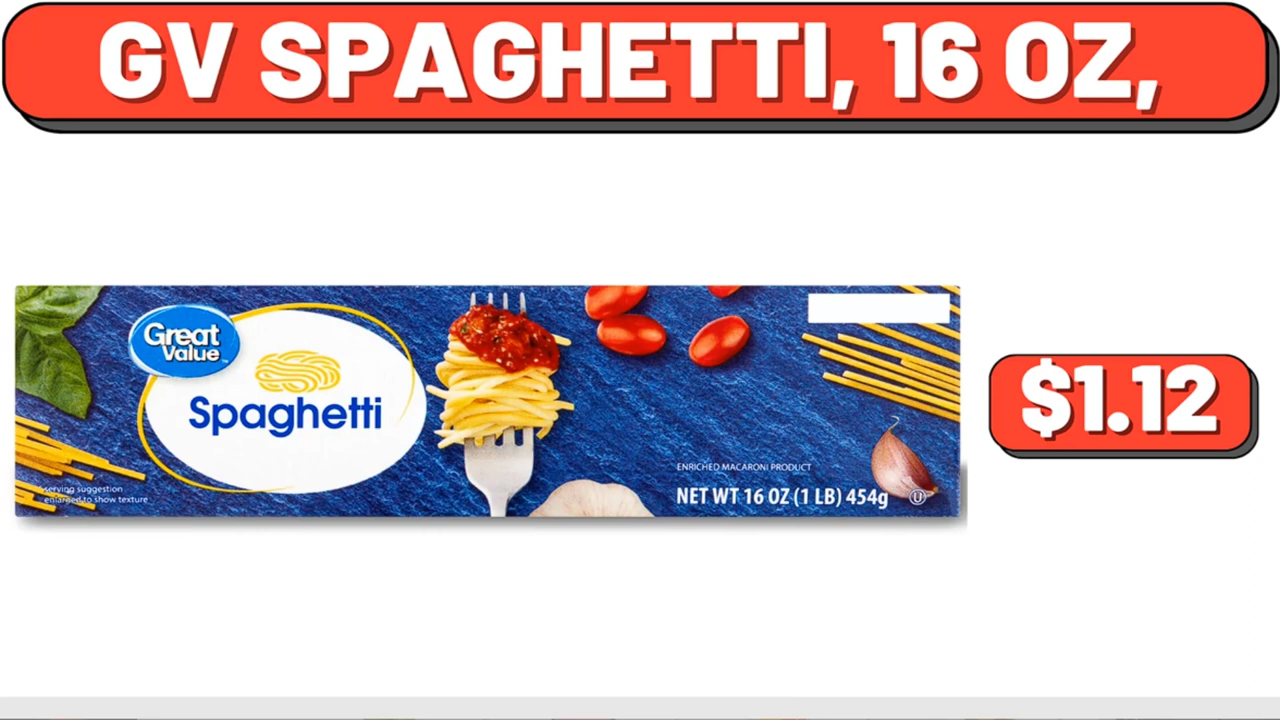 GV SPAGHETTI, 16 OZ,
Great
Value™
Spaghetti
$1.12
ENRICHED MACARONI PRODUCT
NET WT 16 OZ (1 LB) 454g U
serving suggestion
enlarged to show texture